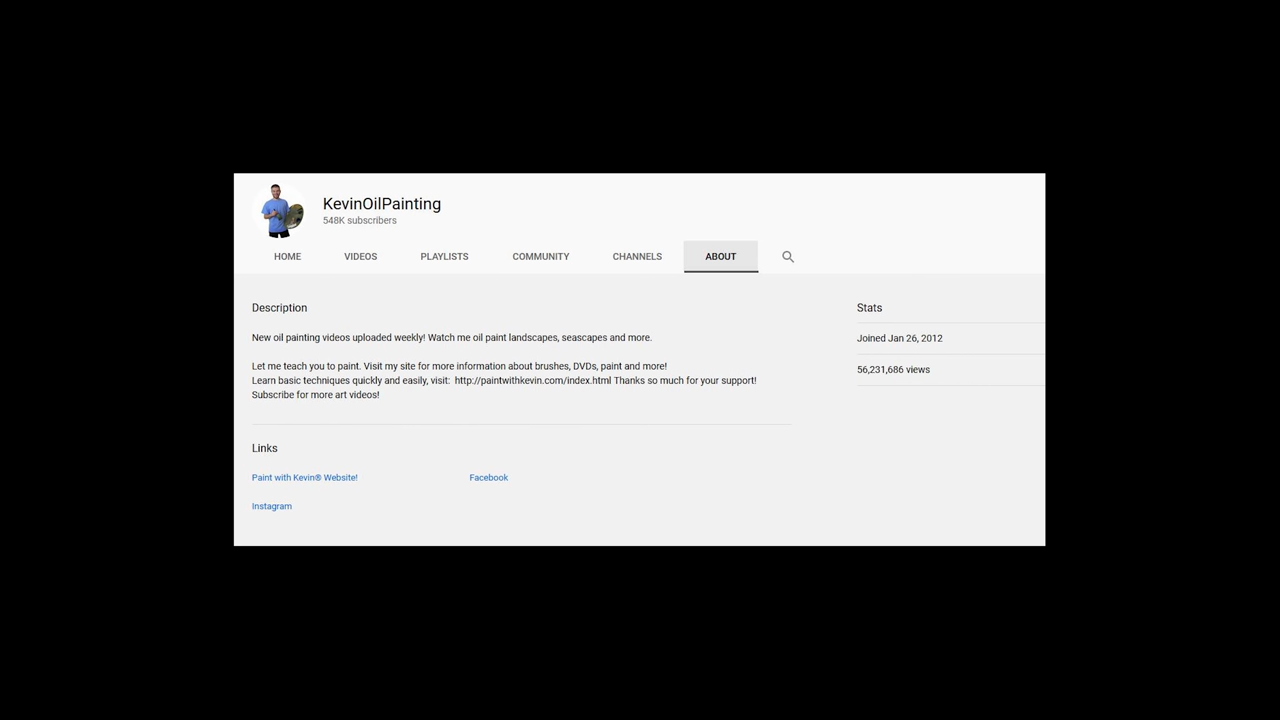 KevinOilPainting
548K subscribers
HOME VIDEOS PLAYLISTS COMMUNITY CHANNELS ABOUT
Description
New oil painting videos uploaded weekly! Watch me oil paint landscapes, seascapes and more.
Let me teach you to paint. Visit my site for more information about brushes, DVDs, paint and more!
Learn basic techniques quickly and easily, visit:  http://paintwithkevin.com/index.html Thanks so much for your support!
Subscribe for more art videos!
Links
Paint with Kevin® Website! Facebook
Instagram
Stats
Joined Jan 26, 2012
56,231,686 views